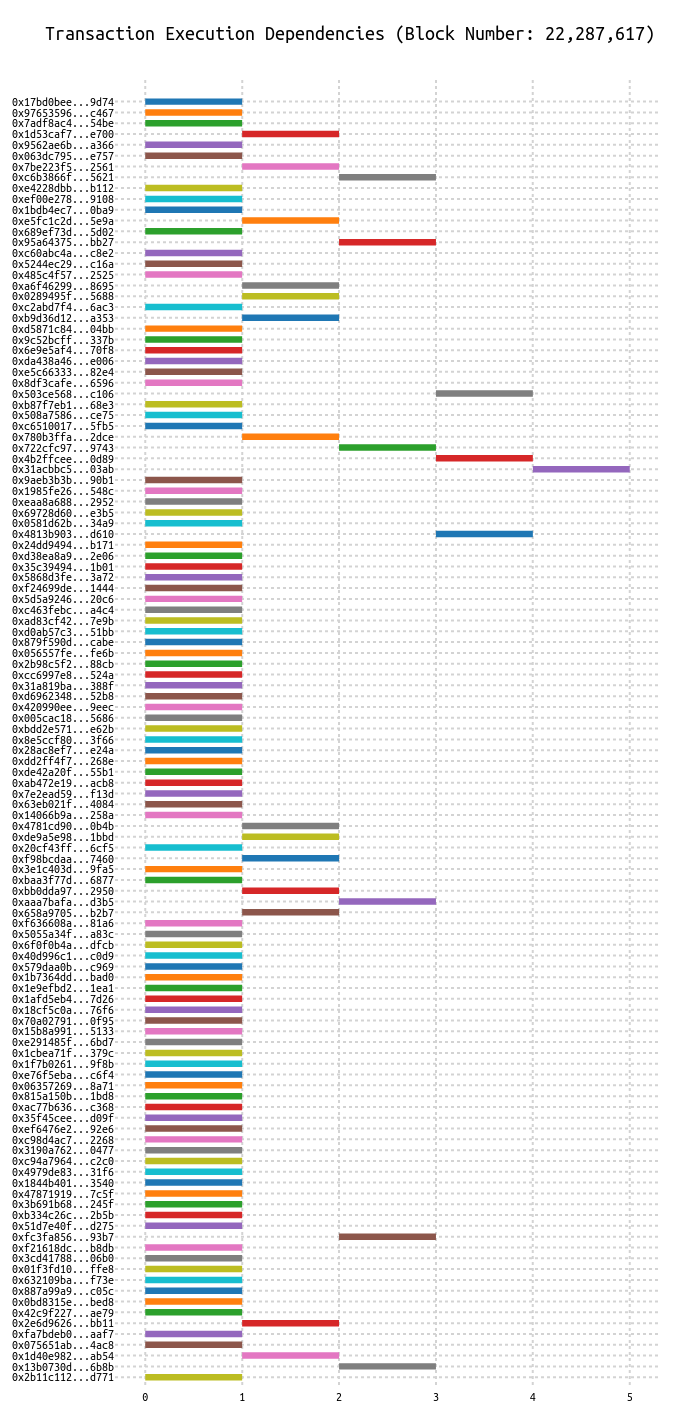 Transaction Execution Dependencies (Block Number: 22,287,617)
0x17bd0bee...9d74
0x97653596...c467
0x7adf8ac4...54be
0x1d53caf7...e700
0x9562ae6b...a366
0x063dc795...e757
0x7be223f5...2561
0xc6b3866f...5621
0xe4228dbb...b112
0xef00e278...9108
0x1bdb4ec7...0ba9
0xe5fc1c2d...5e9a
0x689ef73d...5d02
0x95a64375...bb27
0xc60abc4a...c8e2
0x5244ec29...c16a
0x485c4f57...2525
0xa6f46299...8695
0x0289495f...5688
0xc2abd7f4...6ac3
0xb9d36d12...a353
0xd5871c84...04bb
0x9c52bcff...337b
0x6e9e5af4...70f8
0xda438a46...e006
0xe5c66333...82e4
0x8df3cafe...6596
0x503ce568...c106
0xb87f7eb1...68e3
0x508a7586...ce75
0xc6510017...5fb5
0x780b3ffa...2dce
0x722cfc97...9743
0x4b2ffcee...0d89
0x31acbbc5...03ab
0x9aeb3b3b...90b1
0x1985fe26...548c
0xeaa8a688...2952
0x69728d60...e3b5
0x0581d62b...34a9
0x4813b903...d610
0x24dd9494...b171
0xd38ea8a9...2e06
0x35c39494...1b01
0x5868d3fe...3a72
0xf24699de...1444
0x5d5a9246...20c6
0xc463febc...a4c4
0xad83cf42...7e9b
0xd0ab57c3...51bb
0x879f590d...cabe
0x056557fe...fe6b
0x2b98c5f2...88cb
0xcc6997e8...524a
0x31a819ba...388f
0xd6962348...52b8
0x420990ee...9eec
0x005cac18...5686
0xbdd2e571...e62b
0x8e5ccf80...3f66
0x28ac8ef7...e24a
0xdd2ff4f7...268e
0xde42a20f...55b1
0xab472e19...acb8
0x7e2ead59...f13d
0x63eb021f...4084
0x14066b9a...258a
0x4781cd90...0b4b
0xde9a5e98...1bbd
0x20cf43ff...6cf5
0xf98bcdaa...7460
0x3e1c403d...9fa5
0xbaa3f77d...6877
0xbb0dda97...2950
0xaaa7bafa...d3b5
0x658a9705...b2b7
0xf636608a...81a6
0x5055a34f...a83c
0x6f0f0b4a...dfcb
0x40d996c1...c0d9
0x579daa0b...c969
0x1b7364dd...bad0
0x1e9efbd2...1ea1
0x1afd5eb4...7d26
0x18cf5c0a...76f6
0x70a02791...0f95
0x15b8a991...5133
0xe291485f...6bd7
0x1cbea71f...379c
0x1f7b0261...9f8b
0xe76f5eba...c6f4
0x06357269...8a71
0x815a150b...1bd8
0xac77b636...c368
0x35f45cee...d09f
0xef6476e2...92e6
0xc98d4ac7...2268
0x3190a762...0477
0xc94a7964...c2c0
0x4979de83...31f6
0x1844b401...3540
0x47871919...7c5f
0x3b691b68...245f
0xb334c26c...2b5b
0x51d7e40f...d275
0xfc3fa856...93b7
0xf21618dc...b8db
0x3cd41788...06b0
0x01f3fd10...ffe8
0x632109ba...f73e
0x887a99a9...c05c
0x0bd8315e...bed8
0x42c9f227...ae79
0x2e6d9626...bb11
0xfa7bdeb0...aaf7
0x075651ab...4ac8
0x1d40e982...ab54
0x13b0730d...6b8b
0x2b11c112...d771
0 1 2 3 4 5